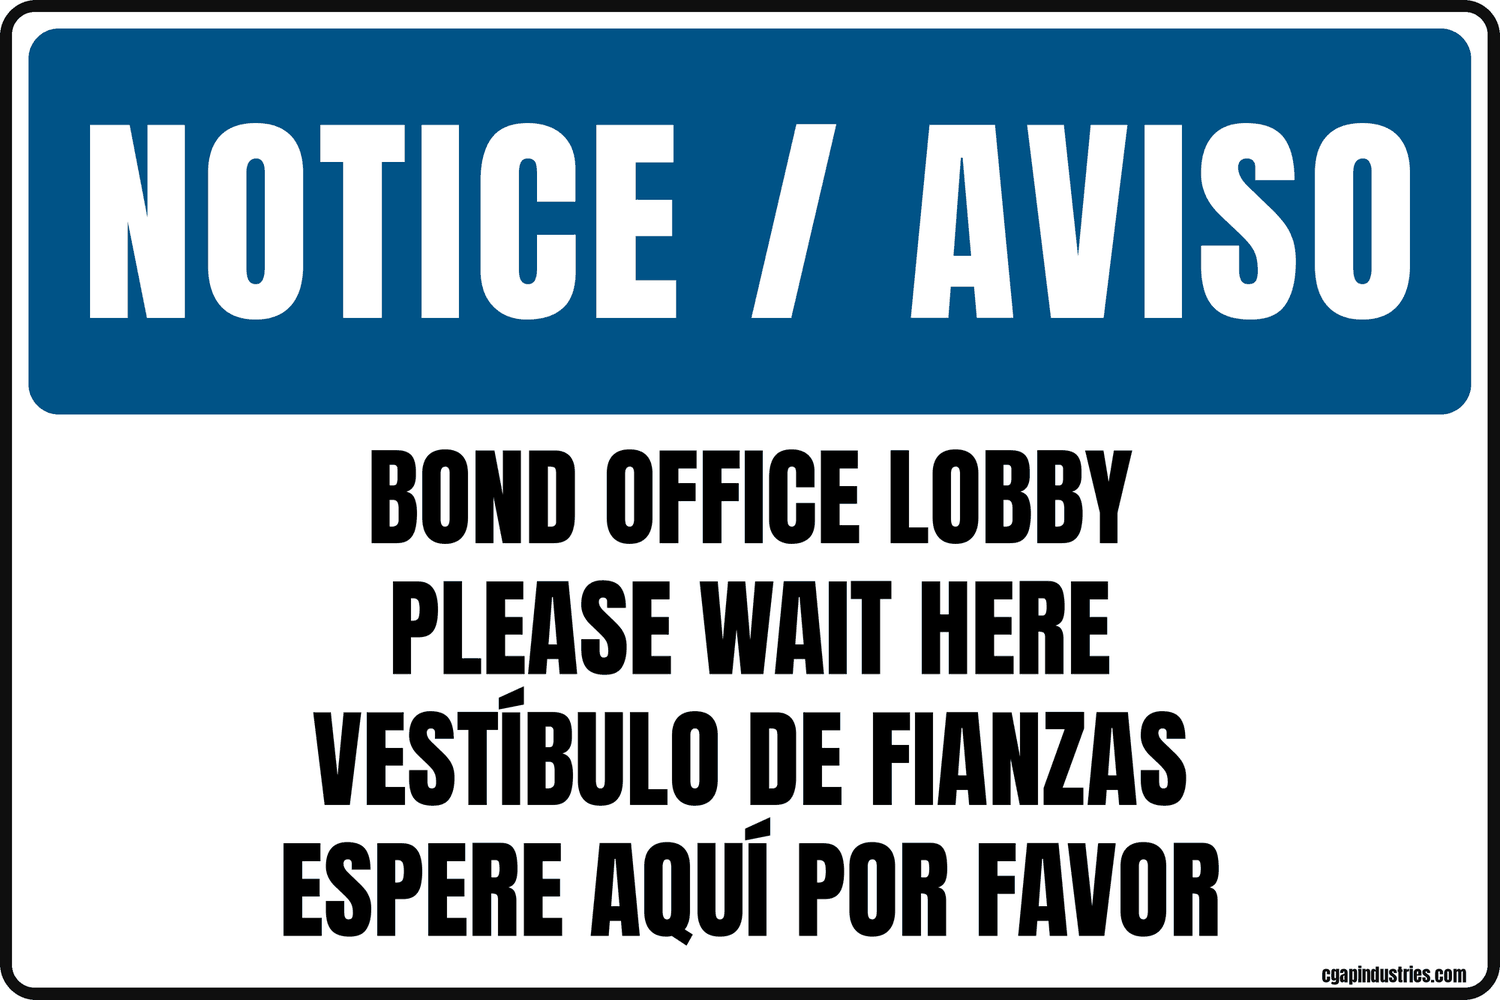 NOTICE / AVISO
BOND OFFICE LOBBY
PLEASE WAIT HERE
VESTÍBULO DE FIANZAS
ESPERE AQUÍ POR FAVOR
cgapindustries.com